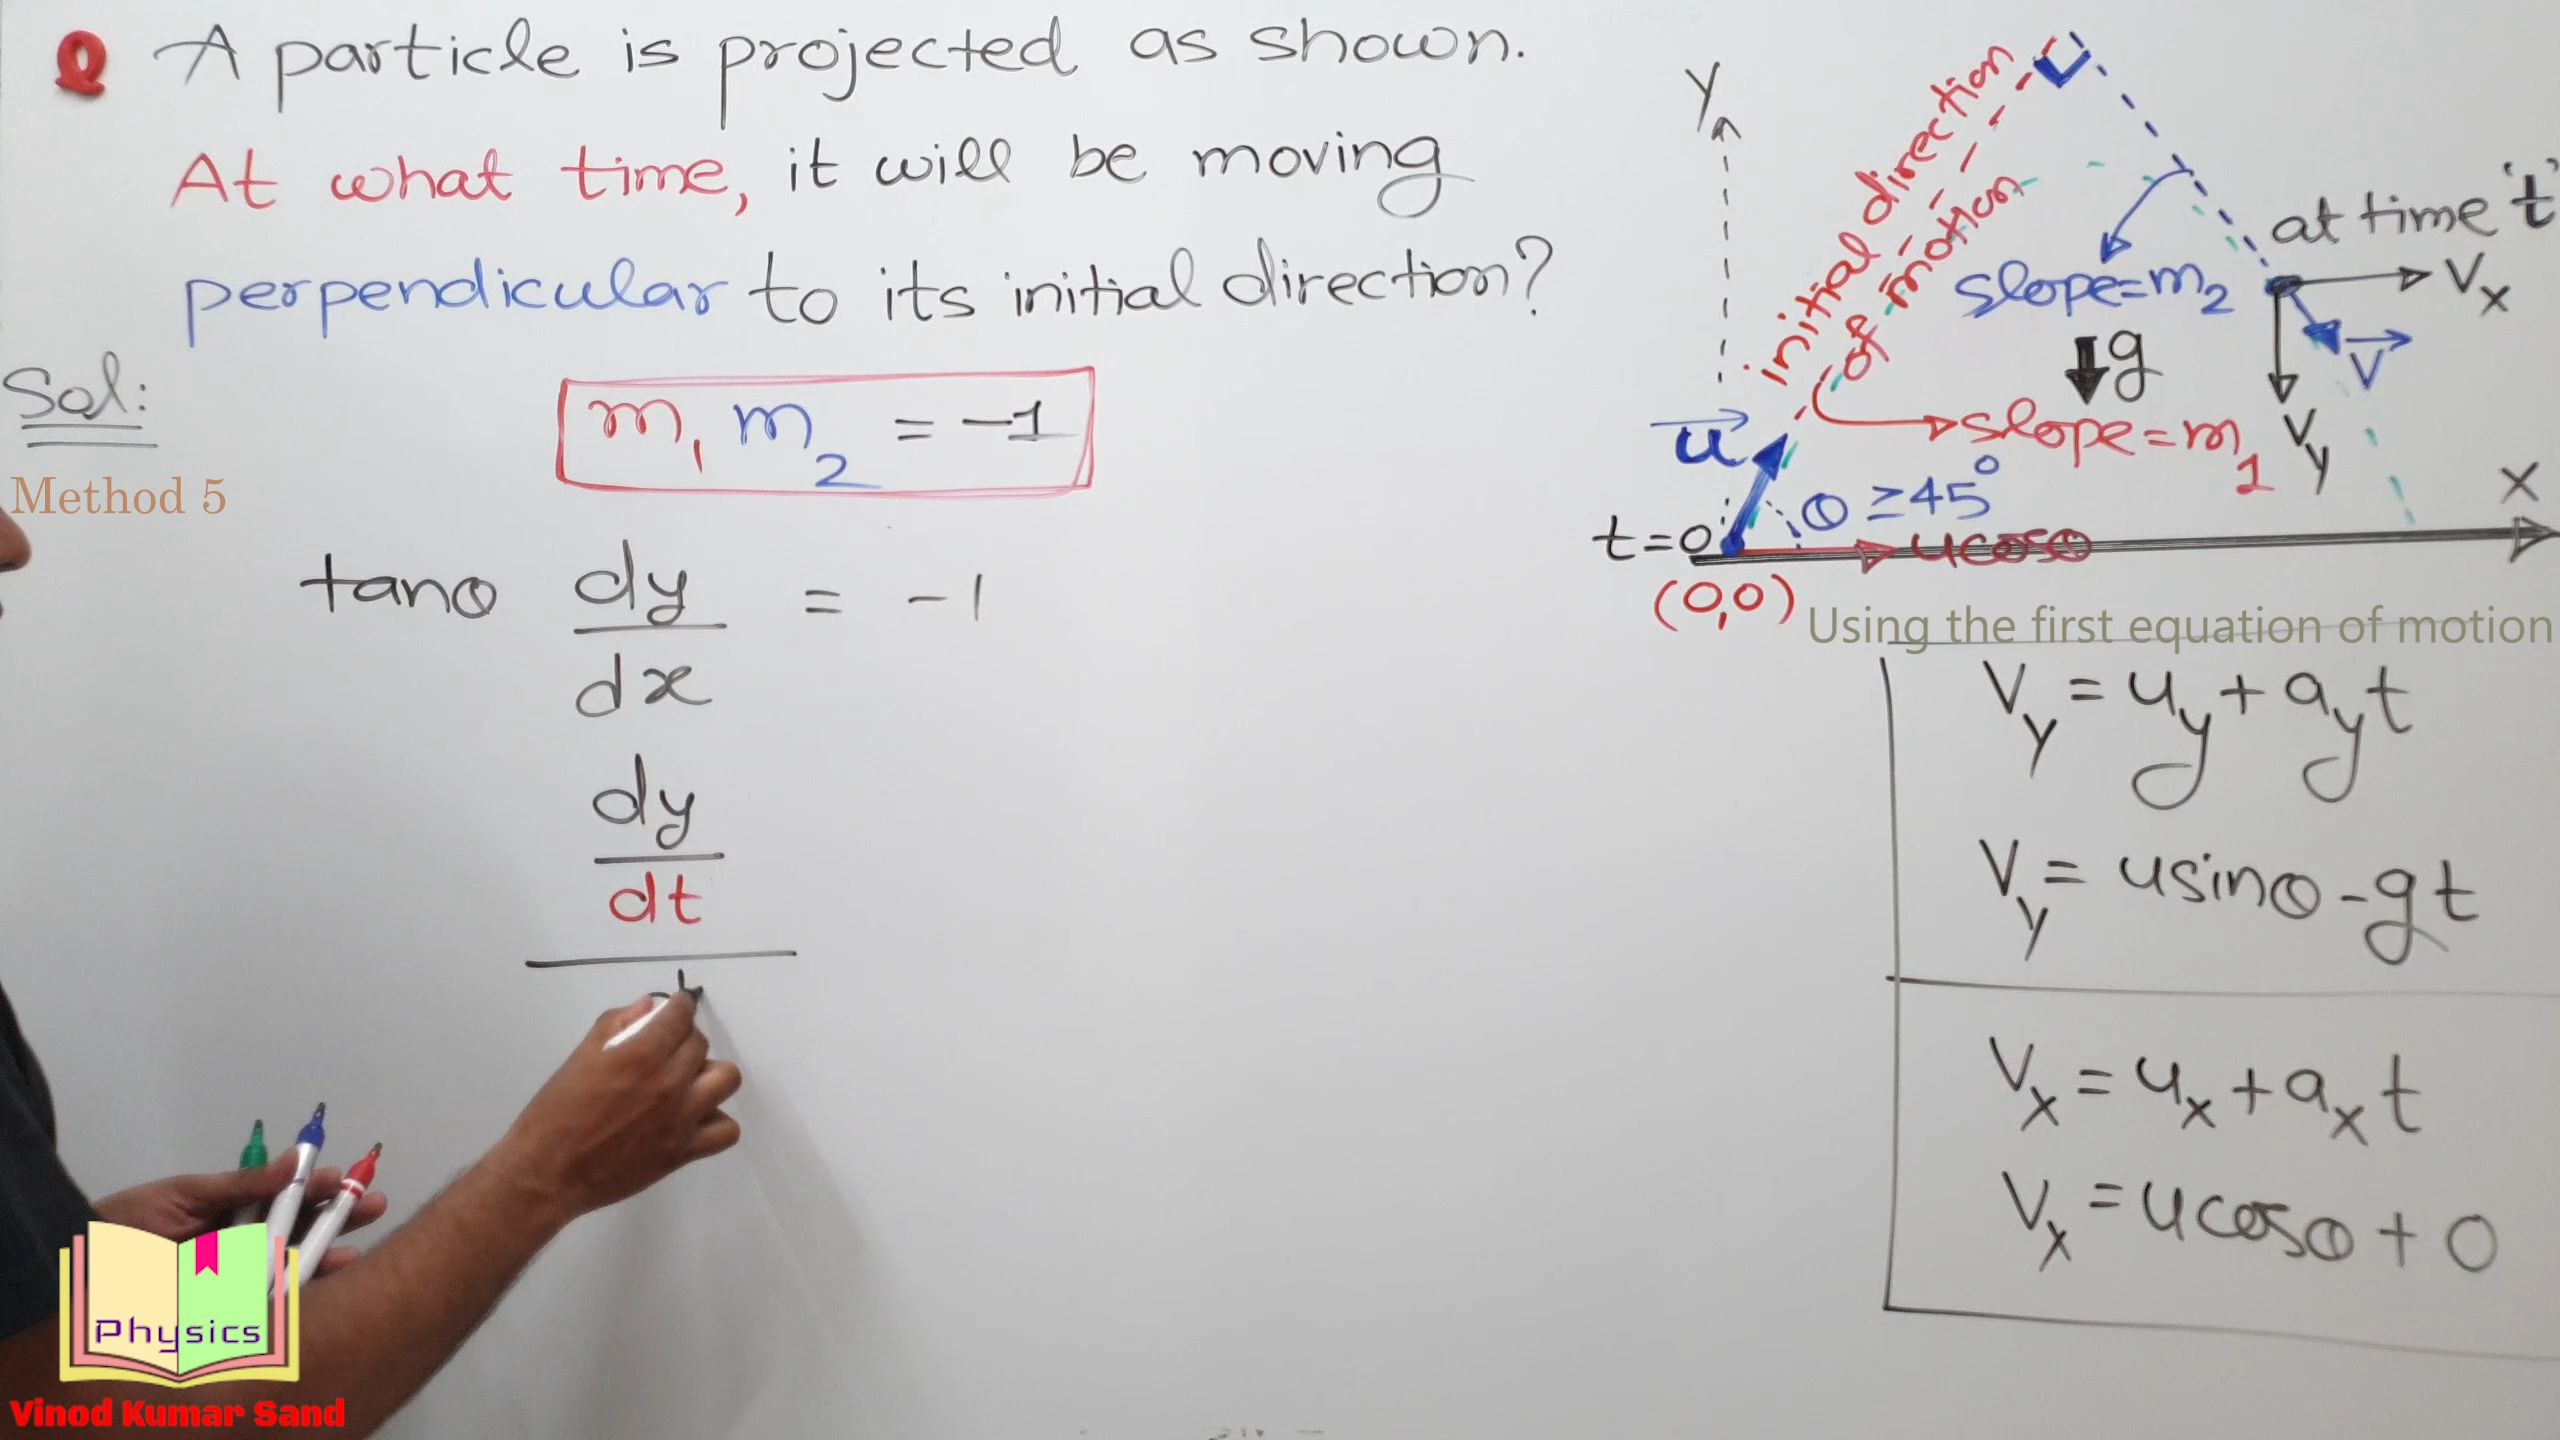 Q A particle is projected as shown.
At what time, it will be moving
perpendicular to its initial direction?
Sol:
Method 5
m₁ m₂ = -1
tanθ dy/dx = -1
dy
dt
Y
initial direction
of motion
at time 't'
slope=m₂
Vx
g
V
Vy
slope=m₁
u
θ ≥45°
X
t=0
ucosθ
(0,0)
Using the first equation of motion
Vy = uy + ayt
Vy = usinθ-gt
Vx = ux + axt
Vx = ucosθ + 0
Physics
Vinod Kumar Sand